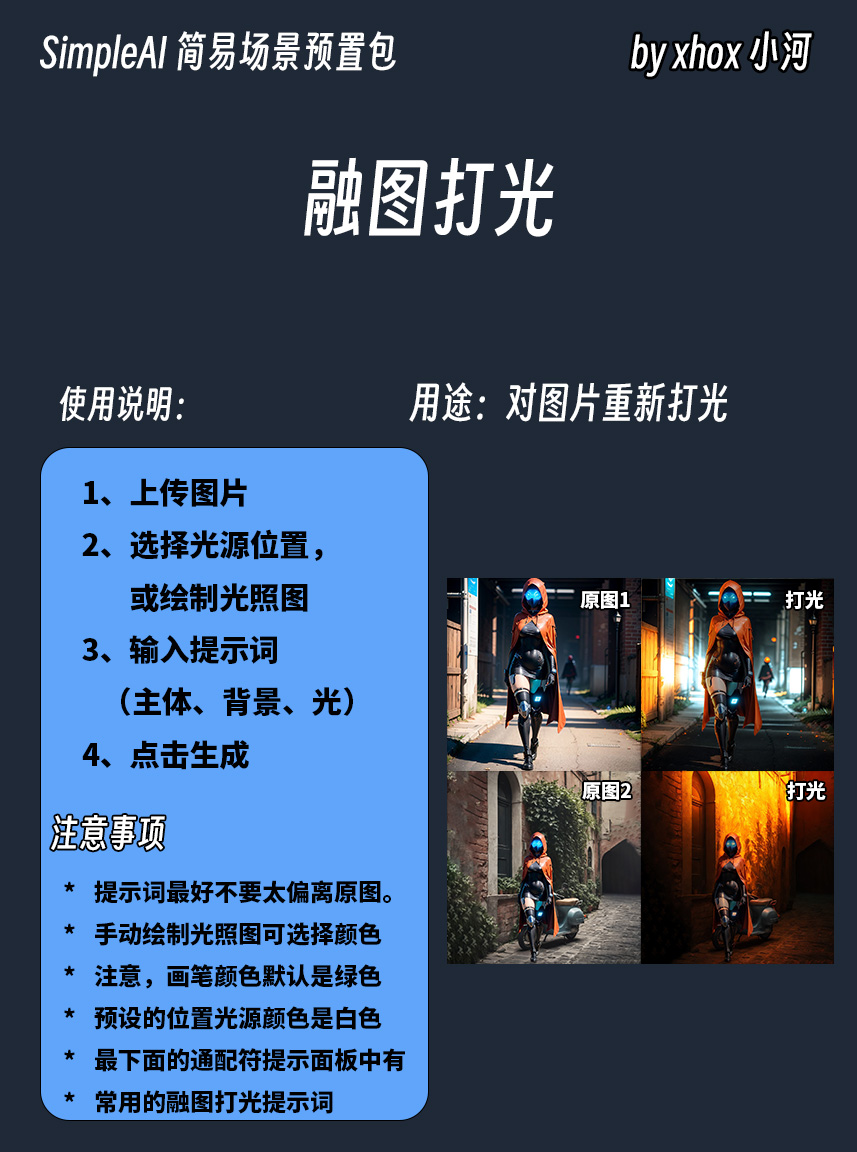 SimpleAI 简易场景预置包
by xhox 小河
融图打光
使用说明：
用途：对图片重新打光
1、上传图片
2、选择光源位置，
或绘制光照图
3、输入提示词
（主体、背景、光）
4、点击生成
注意事项
* 提示词最好不要太偏离原图。
* 手动绘制光照图可选择颜色
* 注意，画笔颜色默认是绿色
* 预设的位置光源颜色是白色
* 最下面的通配符提示面板中有
* 常用的融图打光提示词
原图1
打光
原图2
打光